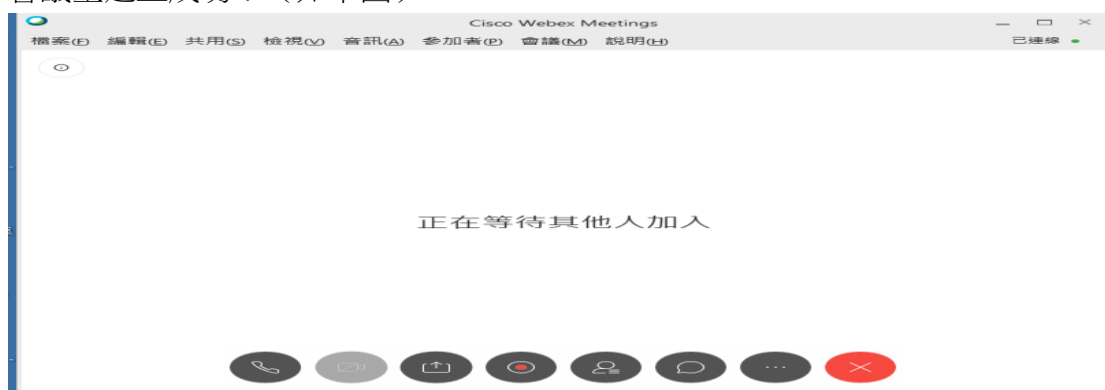 Cisco Webex Meetings
檔案(F) 編輯(E) 共用(S) 檢視(V) 音訊(A) 參加者(P) 會議(M) 說明(H) 已連線
正在等待其他人加入